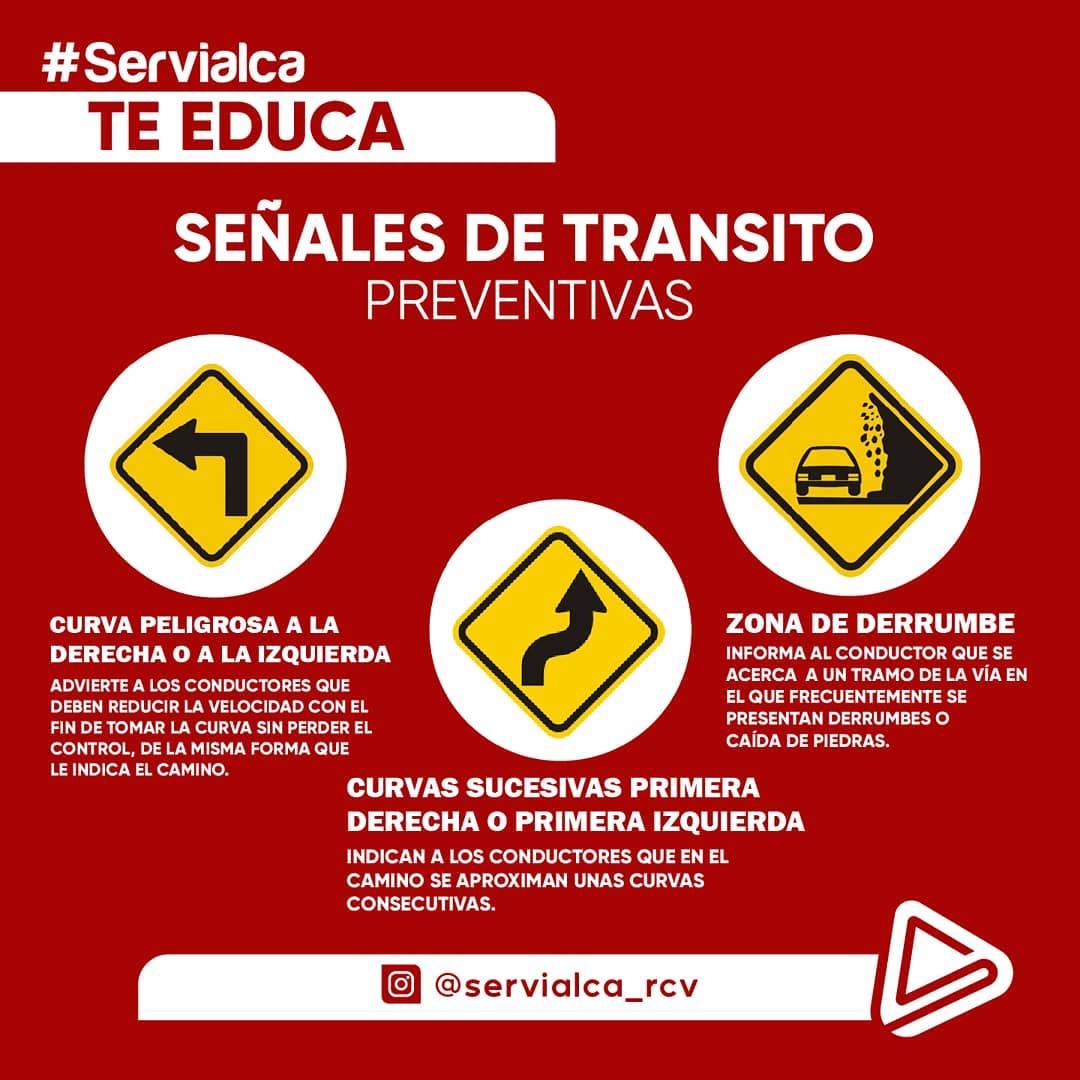 #Servialca
TE EDUCA
SEÑALES DE TRANSITO
PREVENTIVAS
CURVA PELIGROSA A LA
DERECHA O A LA IZQUIERDA
ADVIERTE A LOS CONDUCTORES QUE
DEBEN REDUCIR LA VELOCIDAD CON EL
FIN DE TOMAR LA CURVA SIN PERDER EL
CONTROL, DE LA MISMA FORMA QUE
LE INDICA EL CAMINO.
CURVAS SUCESIVAS PRIMERA
DERECHA O PRIMERA IZQUIERDA
INDICAN A LOS CONDUCTORES QUE EN EL
CAMINO SE APROXIMAN UNAS CURVAS
CONSECUTIVAS.
ZONA DE DERRUMBE
INFORMA AL CONDUCTOR QUE SE
ACERCA A UN TRAMO DE LA VÍA EN
EL QUE FRECUENTEMENTE SE
PRESENTAN DERRUMBES O
CAÍDA DE PIEDRAS.
@servialca_rcv